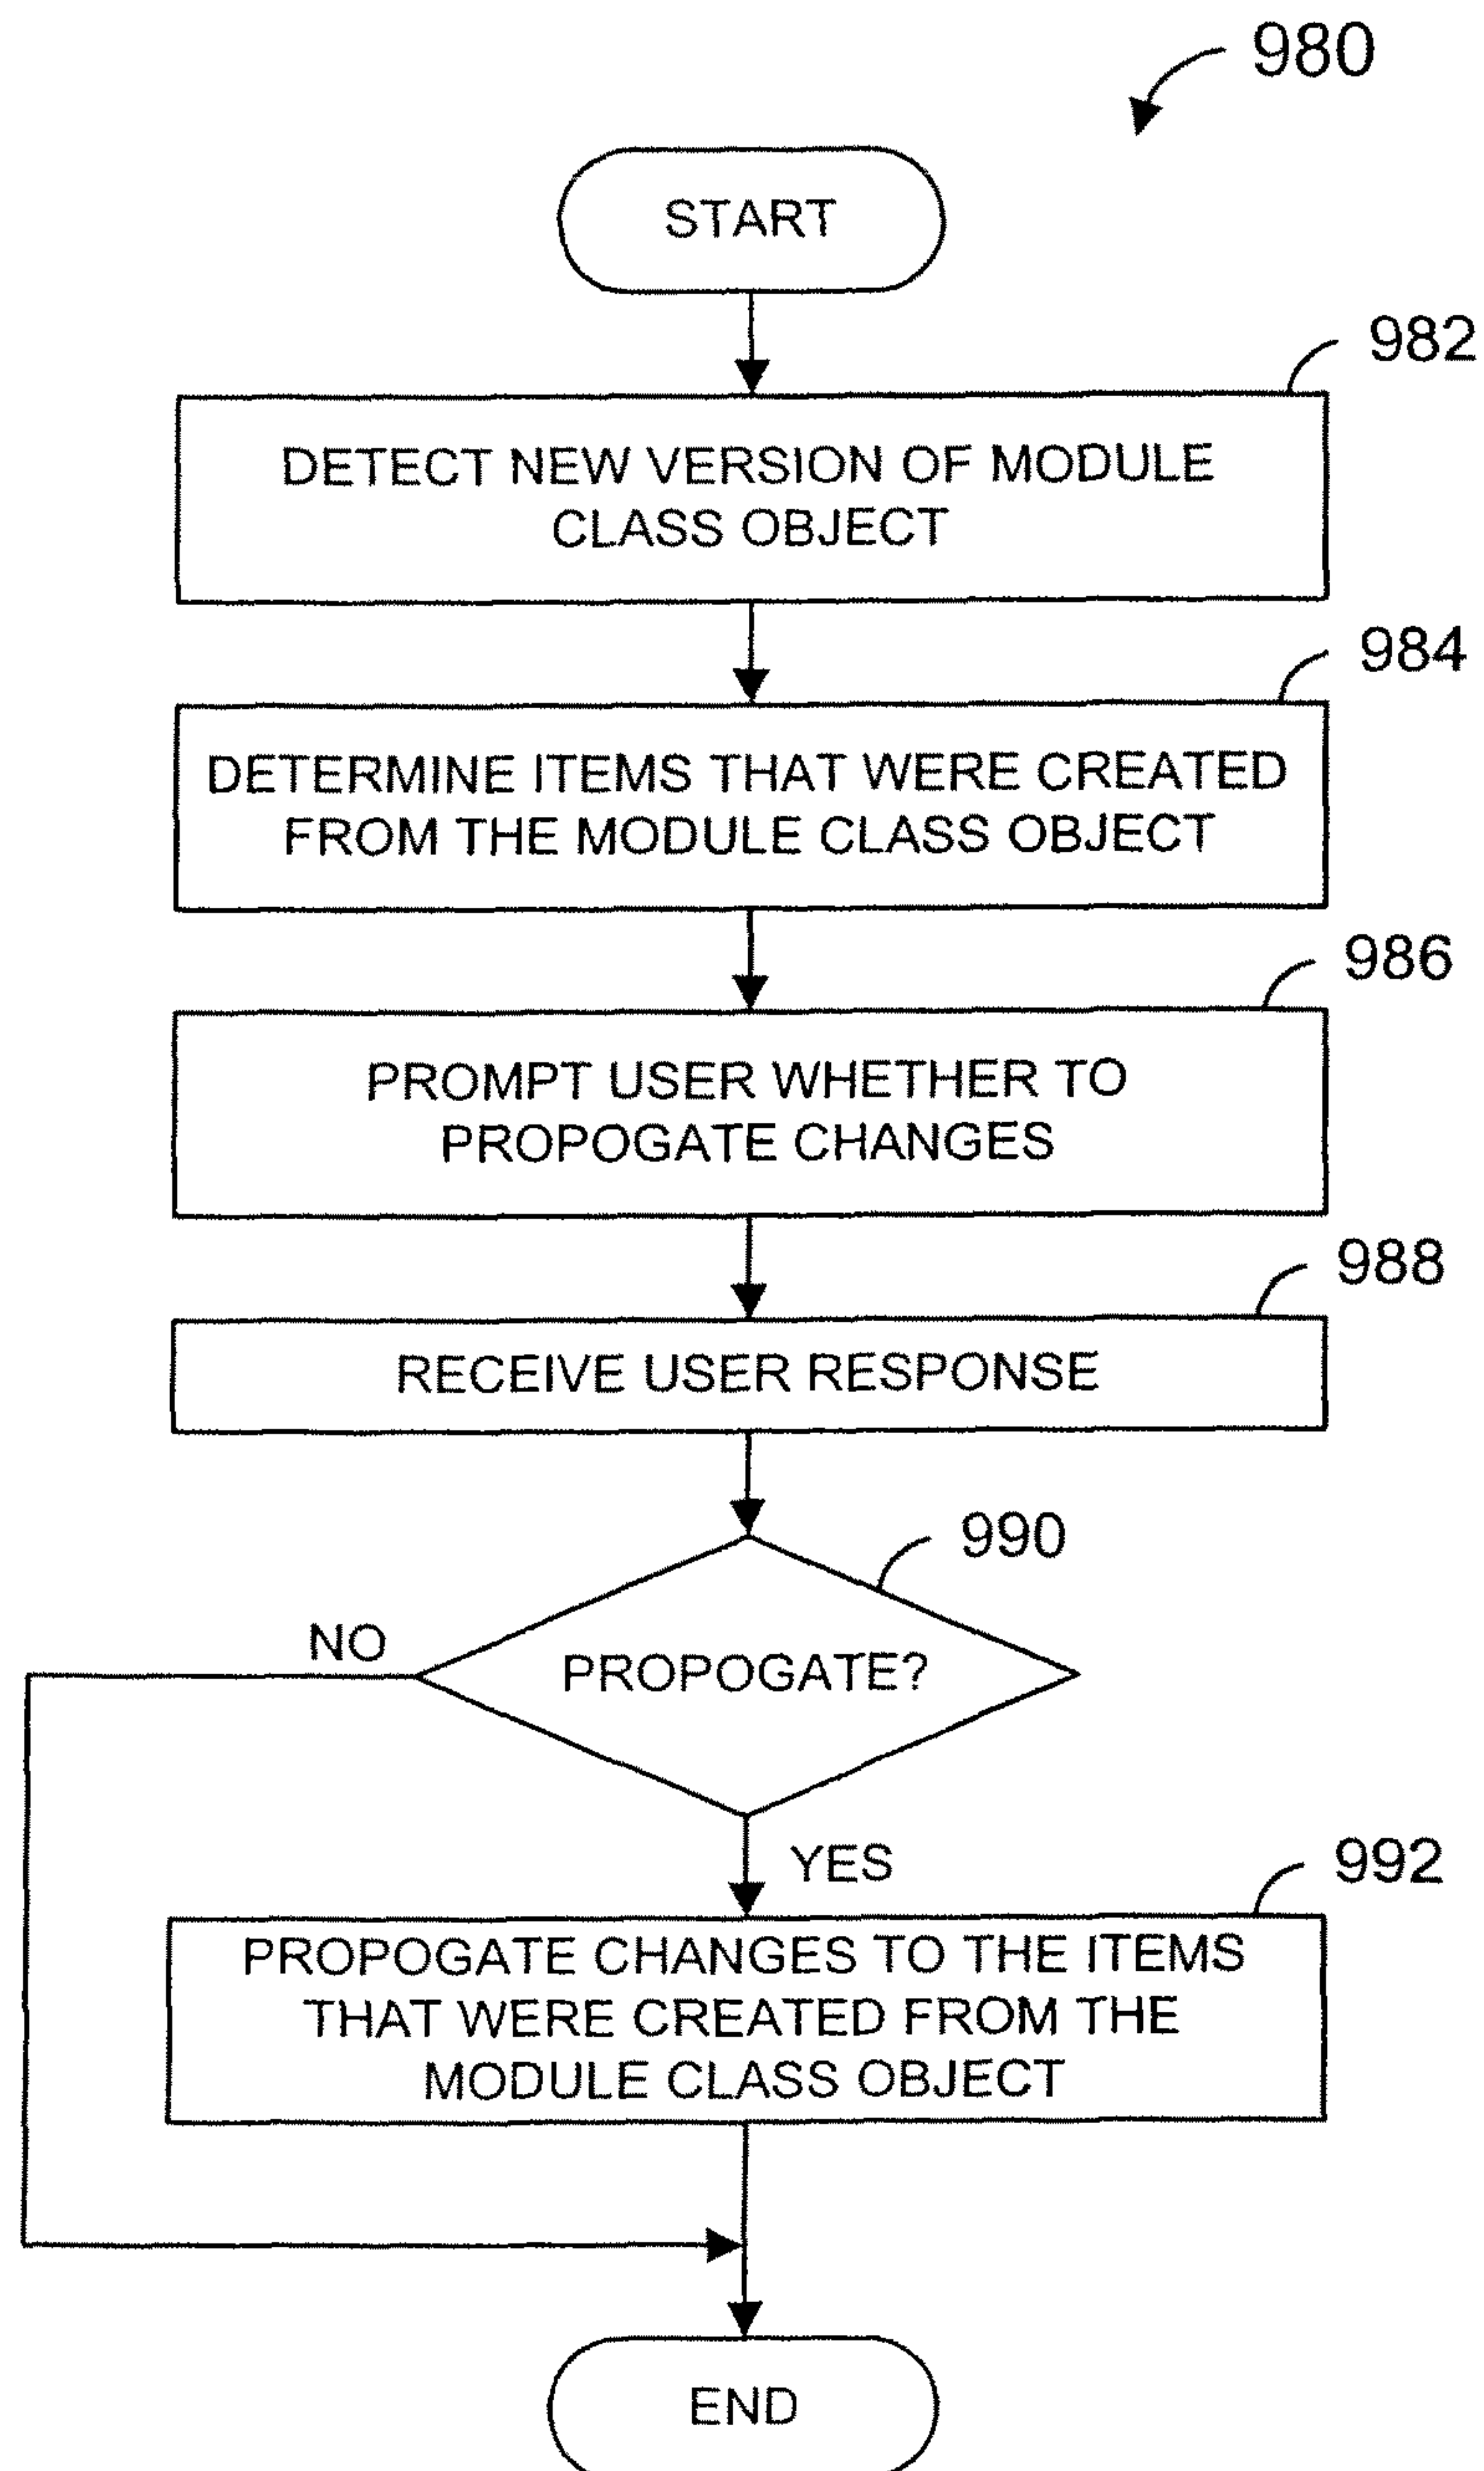 980
START
982
DETECT NEW VERSION OF MODULE
CLASS OBJECT
984
DETERMINE ITEMS THAT WERE CREATED
FROM THE MODULE CLASS OBJECT
986
PROMPT USER WHETHER TO
PROPOGATE CHANGES
988
RECEIVE USER RESPONSE
990
PROPOGATE?
NO
YES
992
PROPOGATE CHANGES TO THE ITEMS
THAT WERE CREATED FROM THE
MODULE CLASS OBJECT
END